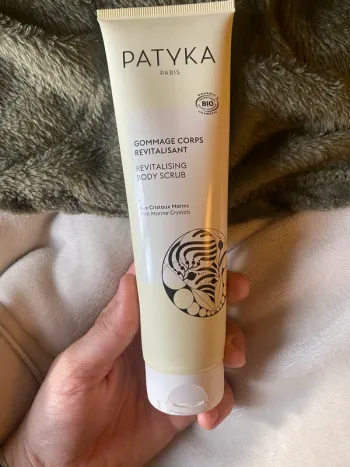 PATYKA
PARIS
BIO
GOMMAGE CORPS
REVITALISANT
REVITALISING
BODY SCRUB
Aux Cristaux Marins
With Marine Crystals